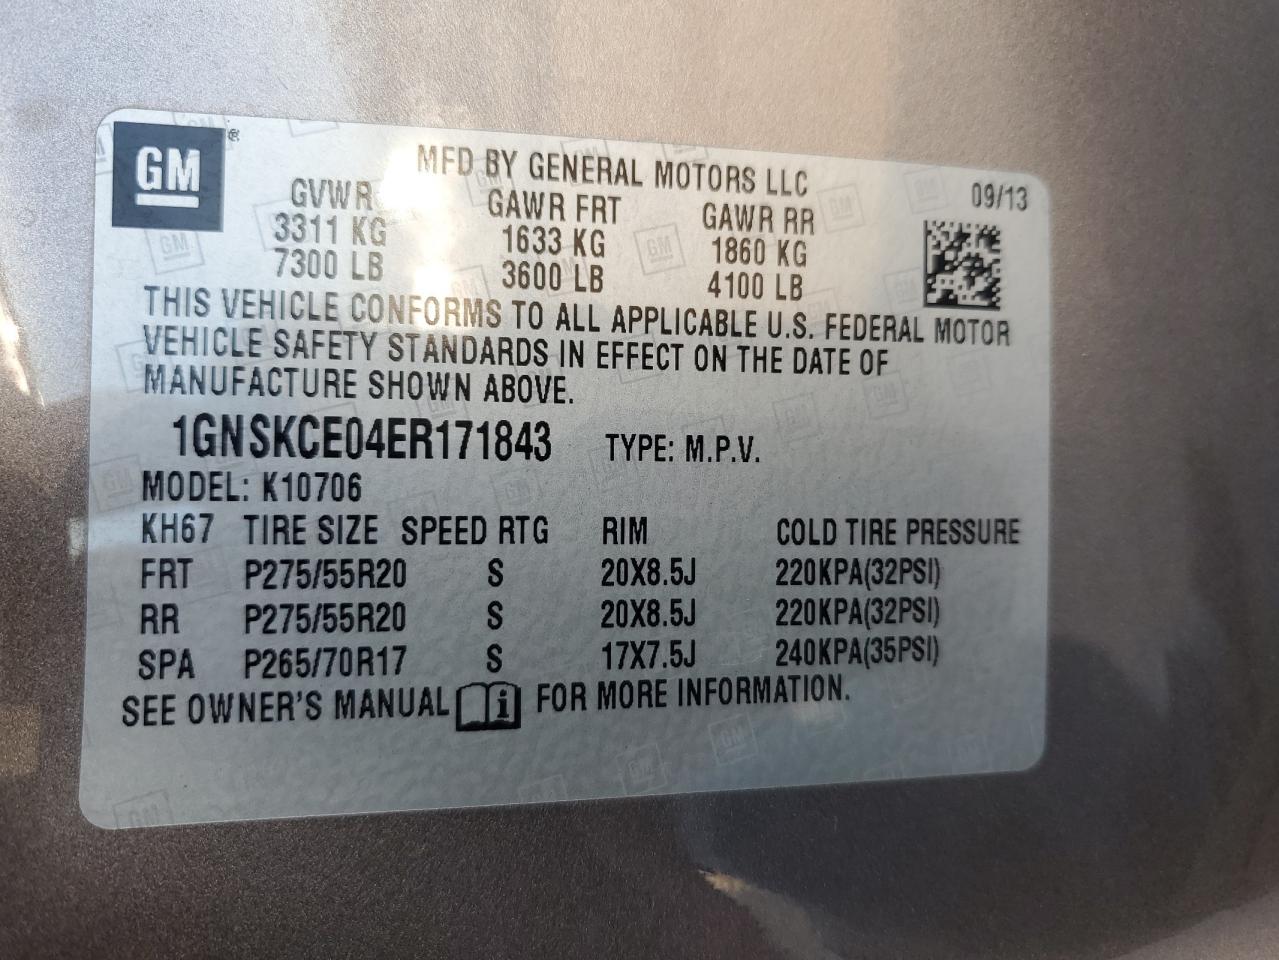 GM ®
MFD BY GENERAL MOTORS LLC
09/13
GVWR GAWR FRT GAWR RR
3311 KG 1633 KG 1860 KG
7300 LB 3600 LB 4100 LB
THIS VEHICLE CONFORMS TO ALL APPLICABLE U.S. FEDERAL MOTOR
VEHICLE SAFETY STANDARDS IN EFFECT ON THE DATE OF
MANUFACTURE SHOWN ABOVE.
1GNSKCE04ER171843 TYPE: M.P.V.
MODEL: K10706
KH67 TIRE SIZE SPEED RTG RIM COLD TIRE PRESSURE
FRT P275/55R20 S 20X8.5J 220KPA(32PSI)
RR P275/55R20 S 20X8.5J 220KPA(32PSI)
SPA P265/70R17 S 17X7.5J 240KPA(35PSI)
SEE OWNER'S MANUAL i FOR MORE INFORMATION.